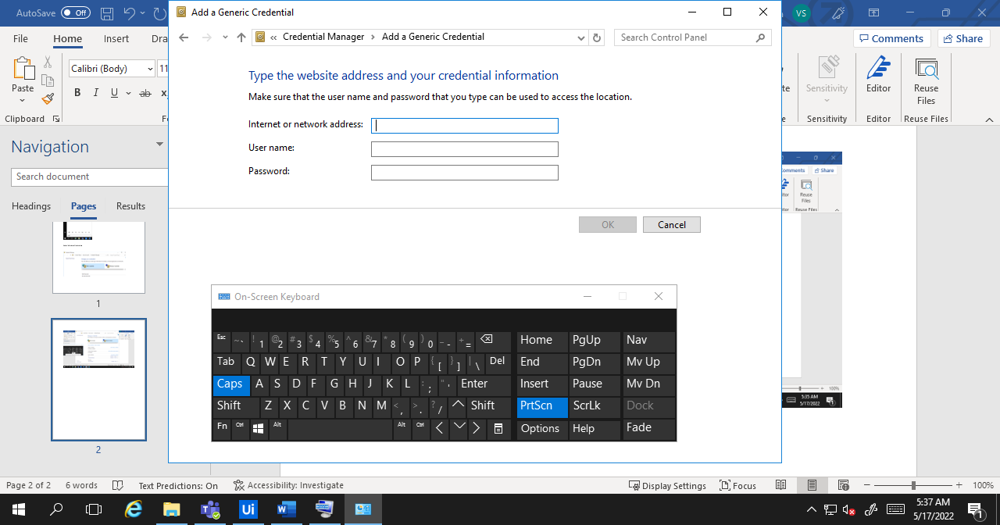 AutoSave Off
Add a Generic Credential
VS
File Home Insert Dra
Comments Share
Credential Manager Add a Generic Credential
Search Control Panel
Paste
Calibri (Body) 11
B I U ab
Clipboard
Sensitivity
Editor
Reuse Files
Sensitivity Editor Reuse Files
Type the website address and your credential information
Make sure that the user name and password that you type can be used to access the location.
Internet or network address:
User name:
Password:
OK Cancel
Navigation
Search document
Headings Pages Results
1
2
Share
Reuse Files
Reuse Files
100%
5:35 AM
5/17/2022
On-Screen Keyboard
Esc ~ ` ! 1 @ 2 # 3 $ 4 % 5 ^ 6 & 7 * 8 ( 9 ) 0 _ - + = Home PgUp Nav
Tab Q W E R T Y U I O P { [ } ] | \ Del End PgDn Mv Up
Caps A S D F G H J K L : ; " ' Enter Insert Pause Mv Dn
Shift Z X C V B N M < , > . ? / Shift PrtScn ScrLk Dock
Fn Ctrl Alt Alt Ctrl Options Help Fade
Page 2 of 2 6 words Text Predictions: On Accessibility: Investigate Display Settings Focus 100%
5:37 AM
5/17/2022
1